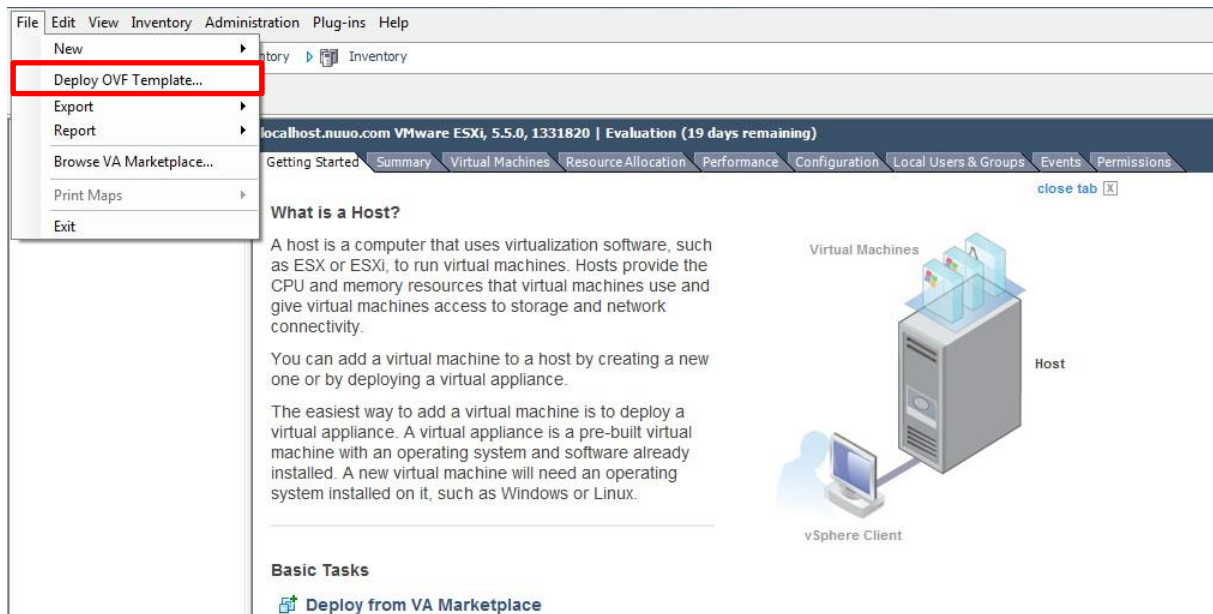 File Edit View Inventory Administration Plug-ins Help
New
ntory Inventory
Deploy OVF Template...
Export
Report
Browse VA Marketplace...
Print Maps
Exit
localhost.nuuo.com VMware ESXi, 5.5.0, 1331820 | Evaluation (19 days remaining)
Getting Started Summary Virtual Machines Resource Allocation Performance Configuration Local Users & Groups Events Permissions
close tab X
What is a Host?
A host is a computer that uses virtualization software, such
as ESX or ESXi, to run virtual machines. Hosts provide the
CPU and memory resources that virtual machines use and
give virtual machines access to storage and network
connectivity.
You can add a virtual machine to a host by creating a new
one or by deploying a virtual appliance.
The easiest way to add a virtual machine is to deploy a
virtual appliance. A virtual appliance is a pre-built virtual
machine with an operating system and software already
installed. A new virtual machine will need an operating
system installed on it, such as Windows or Linux.
Virtual Machines
Host
vSphere Client
Basic Tasks
Deploy from VA Marketplace